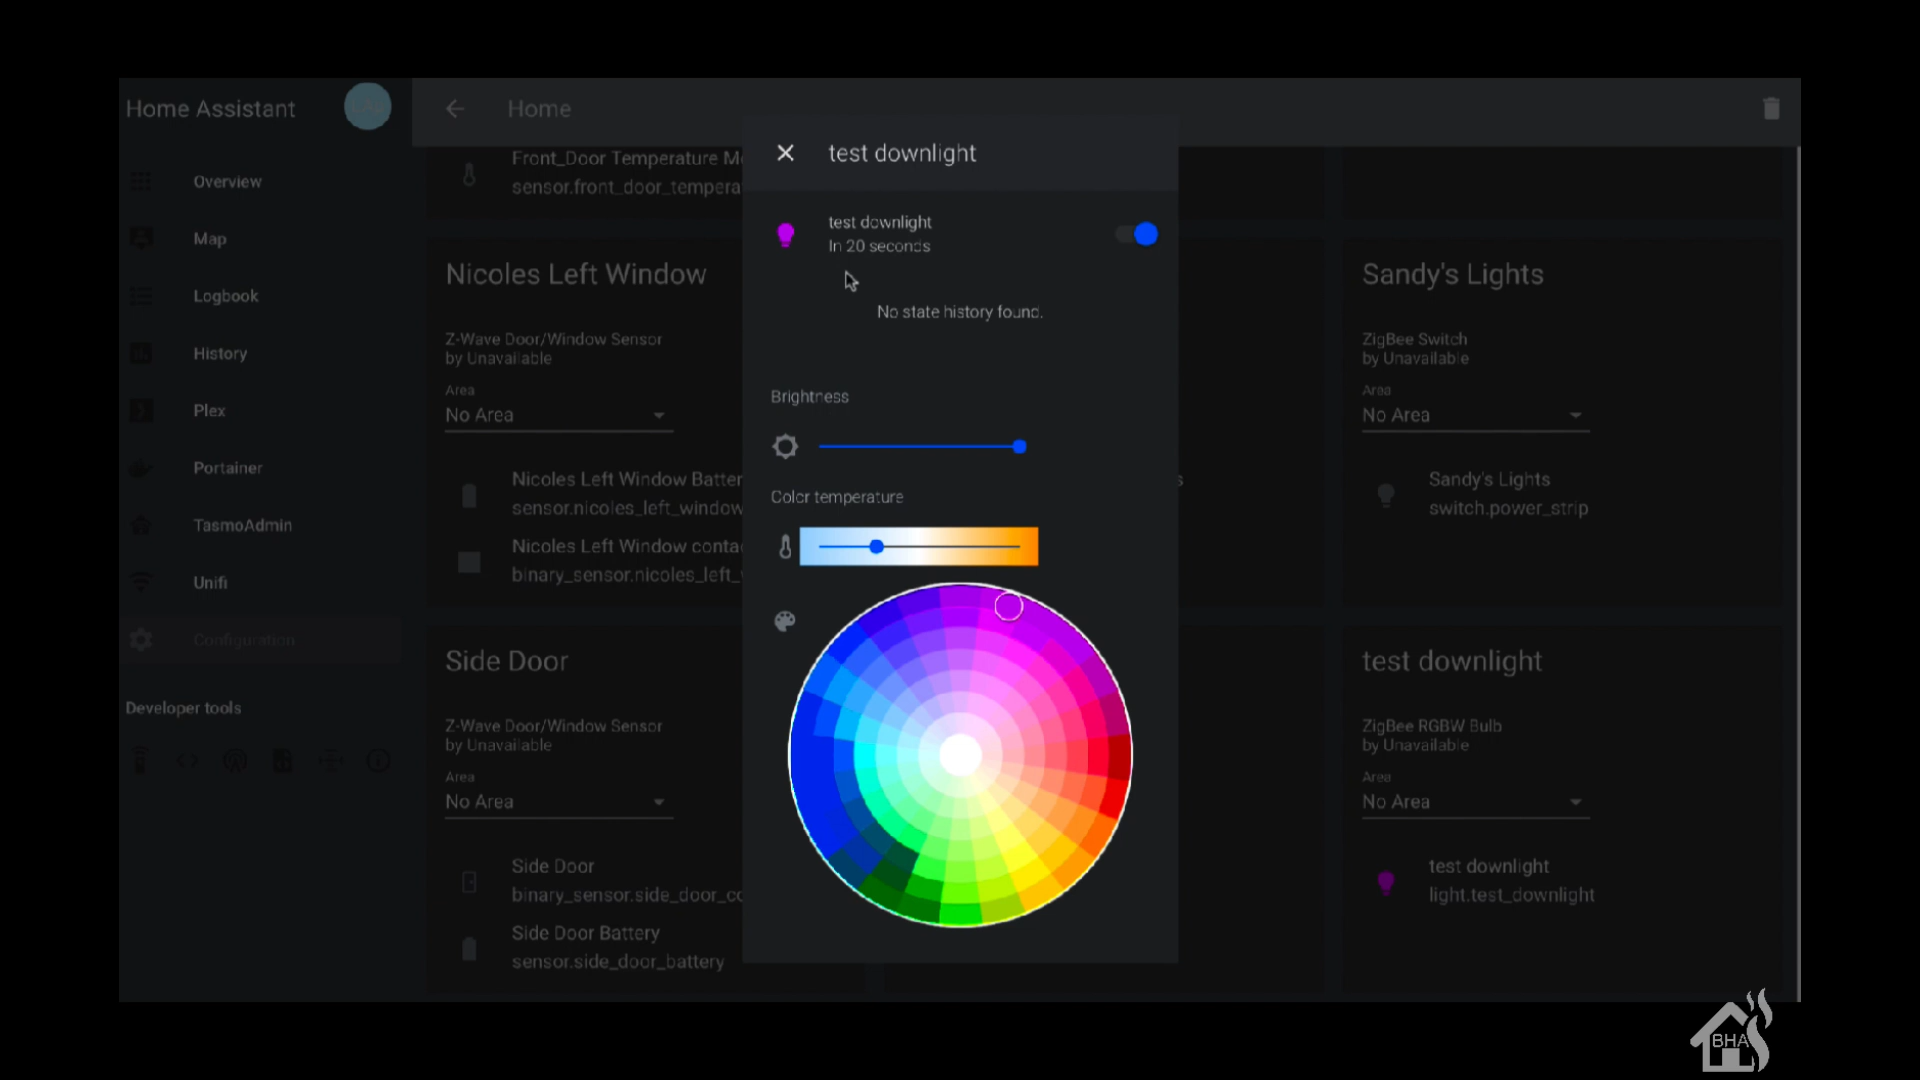 Home Assistant
Home
Overview
Map
Logbook
History
Plex
Portainer
TasmoAdmin
Unifi
Configuration
Developer tools
Front_Door Temperature M
sensor.front_door_tempera
Nicoles Left Window
Z-Wave Door/Window Sensor
by Unavailable
Area
No Area
Nicoles Left Window Batter
sensor.nicoles_left_window
Nicoles Left Window conta
binary_sensor.nicoles_left_
Side Door
Z-Wave Door/Window Sensor
by Unavailable
Area
No Area
Side Door
binary_sensor.side_door_co
Side Door Battery
sensor.side_door_battery
test downlight
test downlight
In 20 seconds
No state history found.
Brightness
Color temperature
s
Sandy's Lights
ZigBee Switch
by Unavailable
Area
No Area
Sandy's Lights
switch.power_strip
test downlight
ZigBee RGBW Bulb
by Unavailable
Area
No Area
test downlight
light.test_downlight
BHA